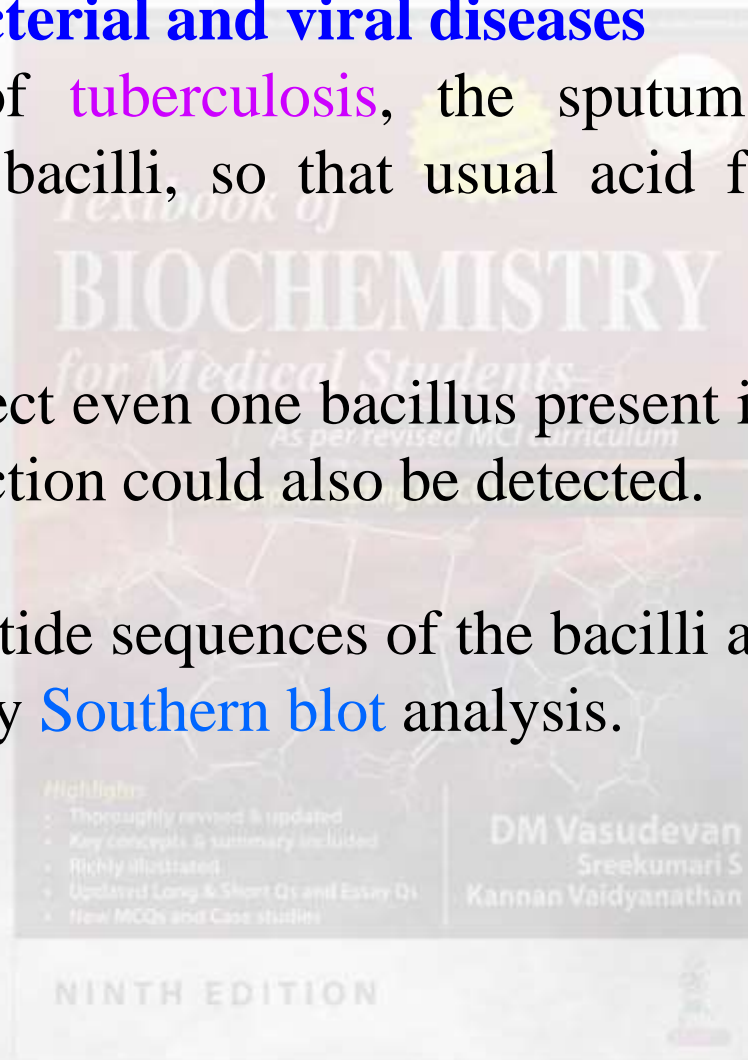 cterial and viral diseases
of tuberculosis, the sputum
bacilli, so that usual acid f
Textbook of
BIOCHEMISTRY
for Medical Students
ect even one bacillus present i
As per revised MCI curriculum
ction could also be detected.
tide sequences of the bacilli a
y Southern blot analysis.
Highlights
• Thoroughly revised & updated
• Key concepts & summary included
• Richly illustrated
• Updated Long & Short Qs and Essay Qs
• New MCQs and Case studies
DM Vasudevan
Sreekumari S
Kannan Vaidyanathan
NINTH EDITION